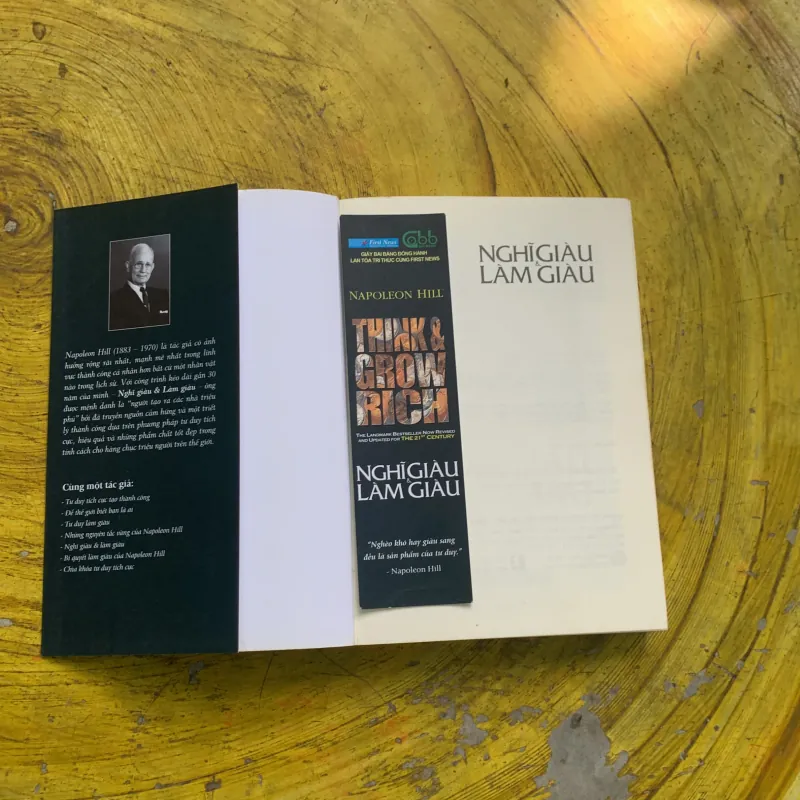 Napoleon Hill (1883 – 1970) là tác giả có ảnh
hưởng rộng rãi nhất, mạnh mẽ nhất trong lĩnh
vực thành công cá nhân hơn bất cứ một nhân vật
nào trong lịch sử. Với công trình kéo dài gần 30
năm của mình – Nghĩ giàu & Làm giàu – ông
được mệnh danh là "người tạo ra các nhà triệu
phú" bởi đã truyền nguồn cảm hứng và một triết
lý thành công dựa trên phương pháp tư duy tích
cực, hiệu quả và những phẩm chất tốt đẹp trong
tính cách cho hàng chục triệu người trên thế giới.
Cùng một tác giả:
- Tư duy tích cực tạo thành công
- Để thế giới biết bạn là ai
- Tư duy làm giàu
- Những nguyên tắc vàng của Napoleon Hill
- Nghĩ giàu & làm giàu
- Bí quyết làm giàu của Napoleon Hill
- Chìa khóa tư duy tích cực
First News
GIẤY BÃI BẰNG ĐỒNG HÀNH
LAN TỎA TRI THỨC CÙNG FIRST NEWS
NAPOLEON HILL
THINK &
GROW
RICH
THE LANDMARK BESTSELLER NOW REVISED
AND UPDATED FOR THE 21ST CENTURY
NGHĨ GIÀU
& LÀM GIÀU
"Nghèo khó hay giàu sang
đều là sản phẩm của tư duy."
- Napoleon Hill
NGHĨ GIÀU
& LÀM GIÀU